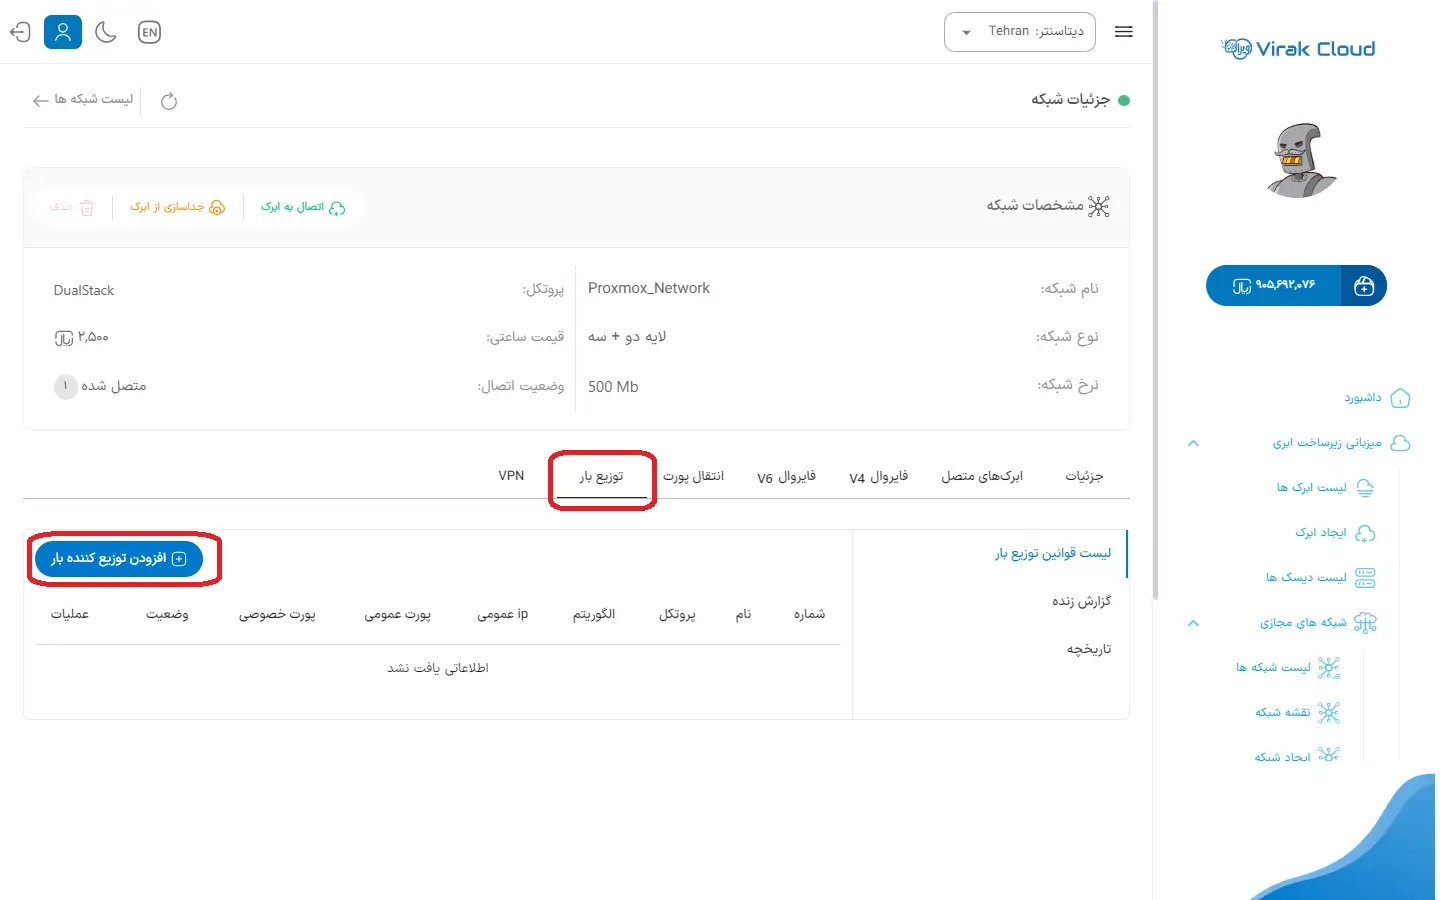 Virak Cloud
دیتاسنتر: Tehran
EN
جزئیات شبکه
لیست شبکه ها
۹۰۵,۶۹۲,۰۷۶
داشبورد
میزبانی زیرساخت ابری
لیست ابرک ها
ایجاد ابرک
لیست دیسک ها
شبکه های مجازی
لیست شبکه ها
نقشه شبکه
ایجاد شبکه
مشخصات شبکه
اتصال به ابرک
جداسازی از ابرک
حذف
نام شبکه: Proxmox_Network
پروتکل: DualStack
نوع شبکه: لایه دو + سه
قیمت ساعتی: ۲,۵۰۰ ریال
نرخ شبکه: 500 Mb
وضعیت اتصال: متصل شده ۱
جزئیات ابرک‌های متصل فایروال V4 فایروال V6 انتقال پورت توزیع بار VPN
لیست قوانین توزیع بار
گزارش زنده
تاریخچه
افزودن توزیع کننده بار
شماره نام پروتکل الگوریتم ip عمومی پورت عمومی پورت خصوصی وضعیت عملیات
اطلاعاتی یافت نشد